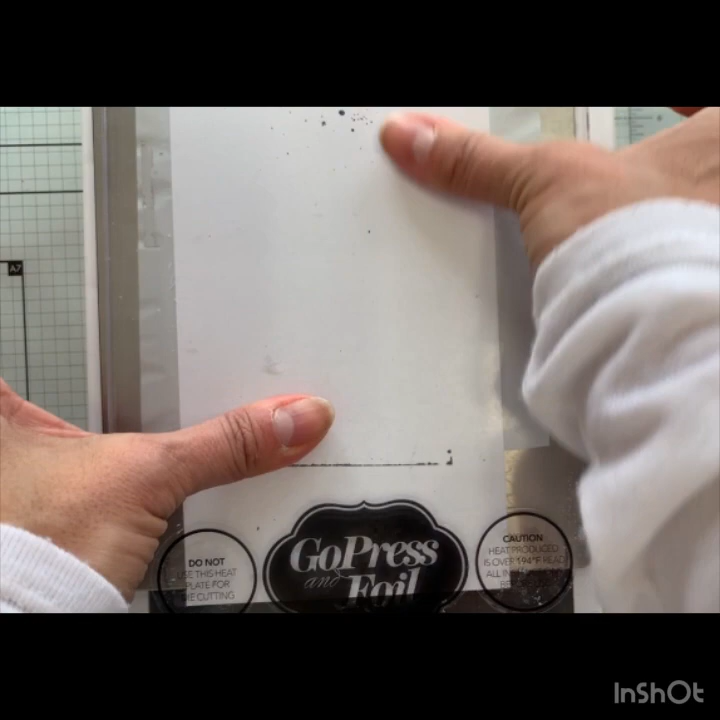 A7
GoPress
and
Foil
DO NOT
USE THIS HEAT
PLATE FOR
CUTTING
CAUTION
HEAT PRODUCED
IS OVER 194°F READ
ALL
InShOt